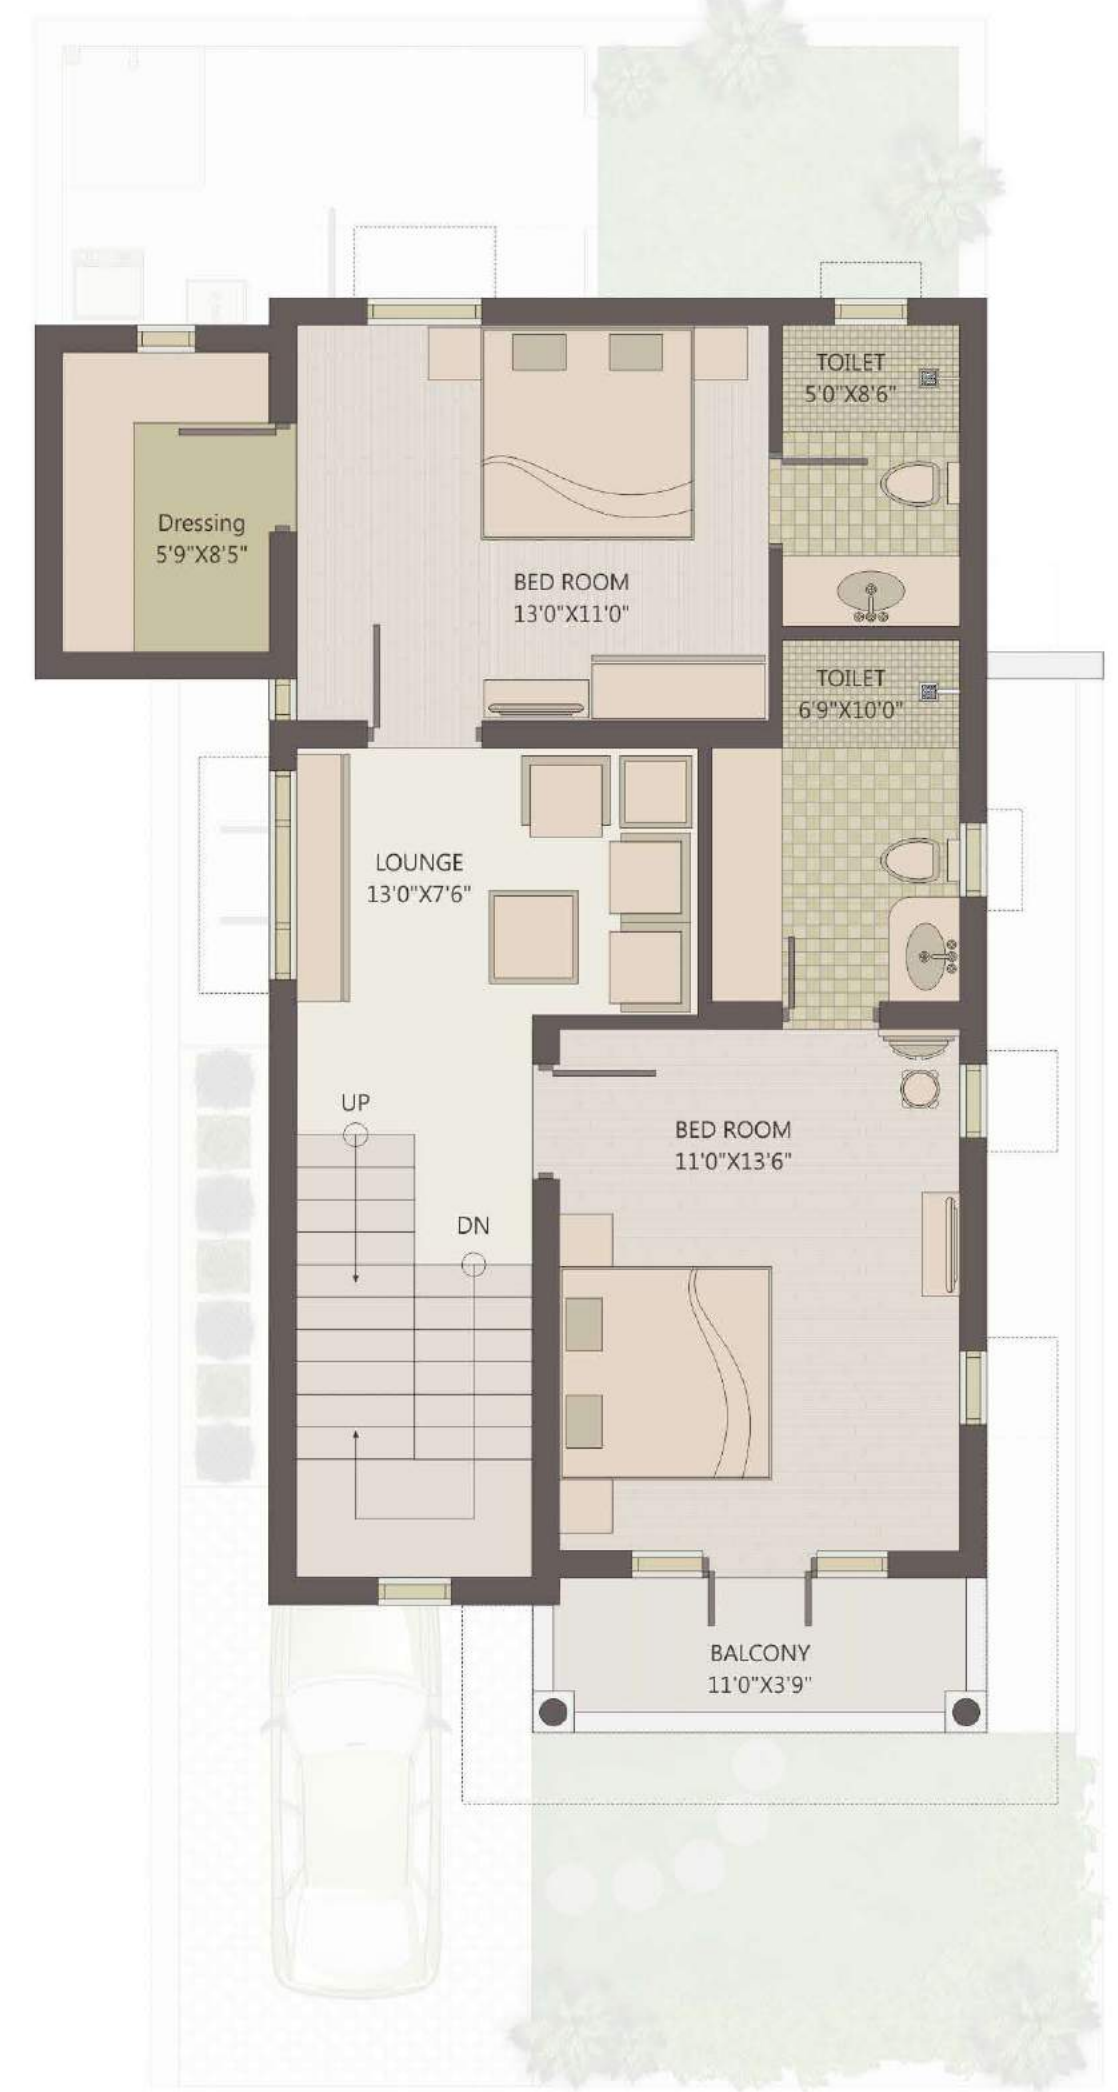 TOILET
5'0"X8'6"
Dressing
5'9"X8'5"
BED ROOM
13'0"X11'0"
TOILET
6'9"X10'0"
LOUNGE
13'0"X7'6"
UP
BED ROOM
11'0"X13'6"
DN
BALCONY
11'0"X3'9"